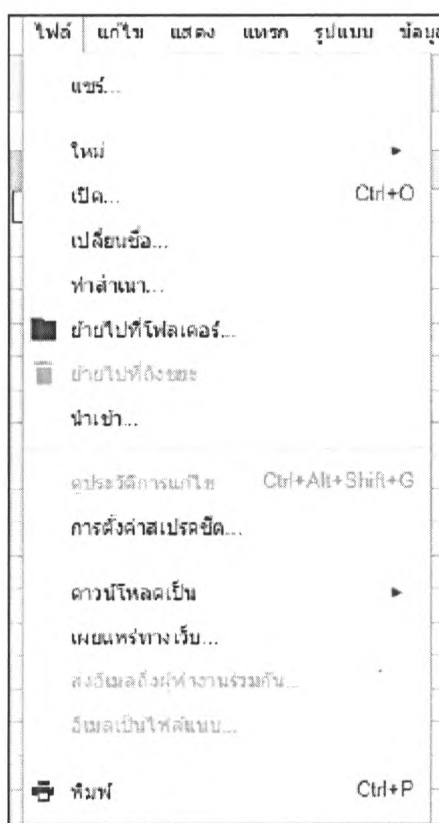 ไฟล์ แก้ไข แสดง แทรก รูปแบบ ข้อมูล
แชร์...
ใหม่ ►
เปิด... Ctrl+O
เปลี่ยนชื่อ...
ทำสำเนา...
ย้ายไปที่โฟลเดอร์...
ย้ายไปที่ถังขยะ
นำเข้า...
ดูประวัติการแก้ไข Ctrl+Alt+Shift+G
การตั้งค่าสเปรดชีต...
ดาวน์โหลดเป็น ►
เผยแพร่ทางเว็บ...
ส่งอีเมลถึงผู้ทำงานร่วมกัน...
อีเมลเป็นไฟล์แนบ...
พิมพ์ Ctrl+P